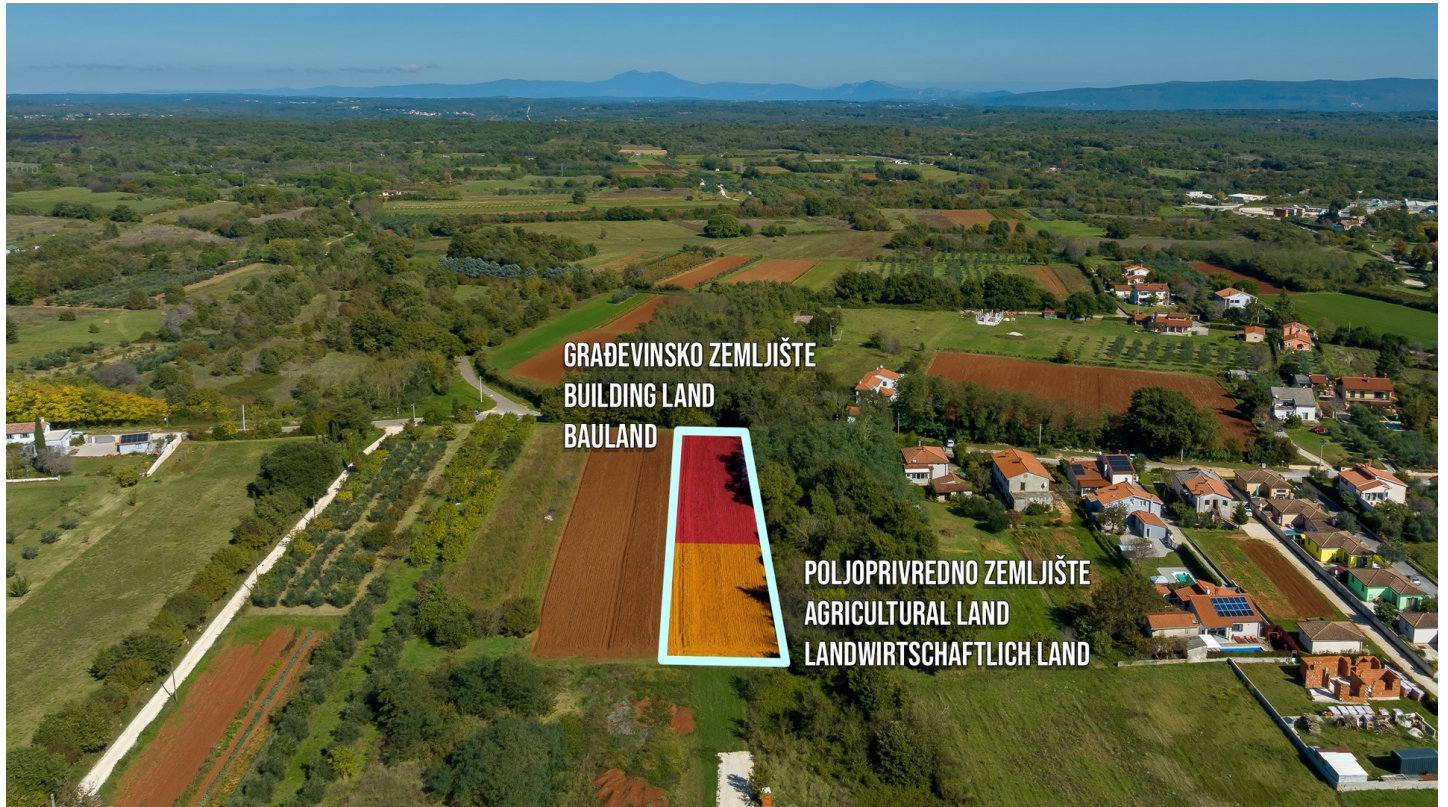 GRAĐEVINSKO ZEMLJIŠTE
BUILDING LAND
BAULAND
POLJOPRIVREDNO ZEMLJIŠTE
AGRICULTURAL LAND
LANDWIRTSCHAFTLICH LAND